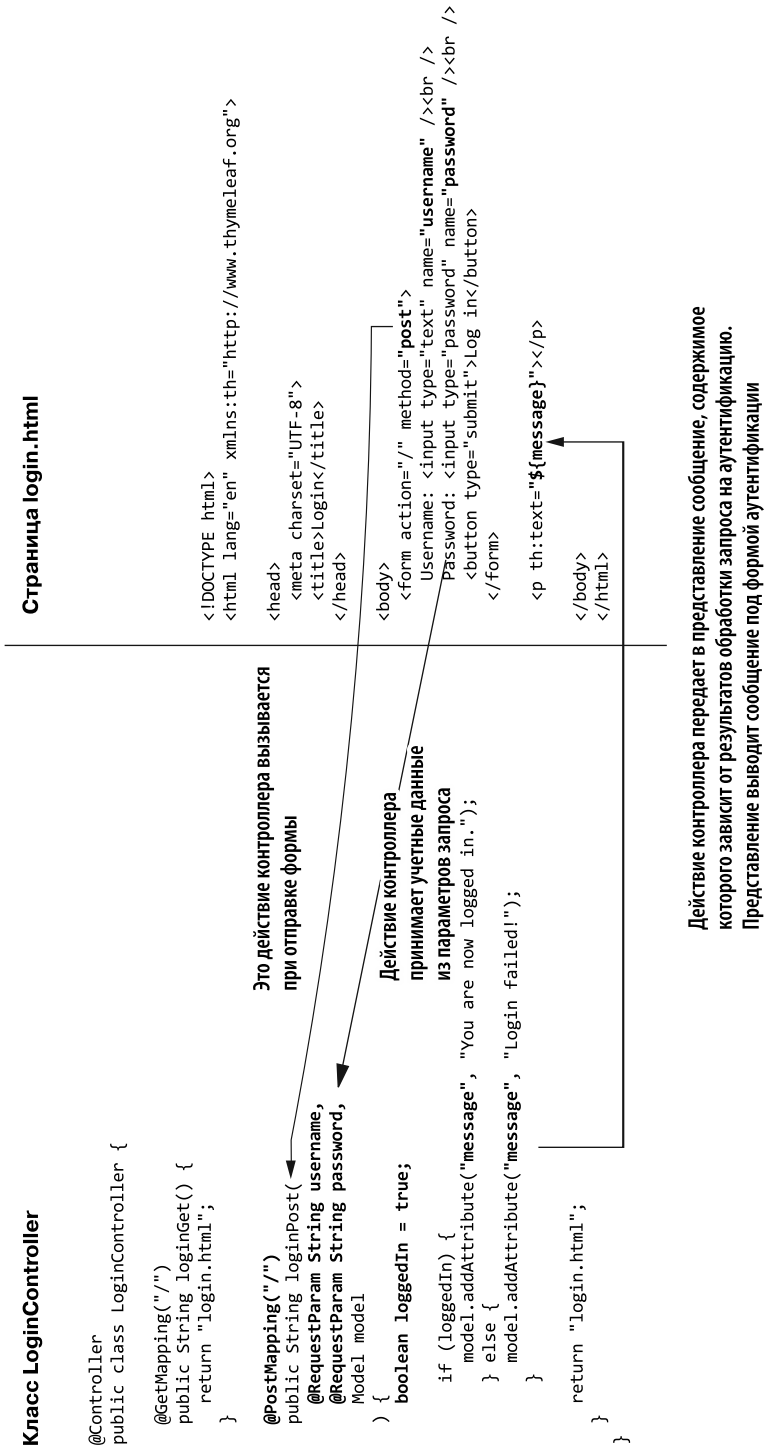 Класс LoginController
@Controller
public class LoginController {
@GetMapping("/")
public String loginGet() {
return "login.html";
}
@PostMapping("/")
public String loginPost(
@RequestParam String username,
@RequestParam String password,
Model model
) {
boolean loggedIn = true;
if (loggedIn) {
model.addAttribute("message", "You are now logged in.");
} else {
model.addAttribute("message", "Login failed!");
}
return "login.html";
}
}
Это действие контроллера вызывается
при отправке формы
Действие контроллера
принимает учетные данные
из параметров запроса
Страница login.html
<!DOCTYPE html>
<html lang="en" xmlns:th="http://www.thymeleaf.org">
<head>
<meta charset="UTF-8">
<title>Login</title>
</head>
<body>
<form action="/" method="post">
Username: <input type="text" name="username" /><br />
Password: <input type="password" name="password" /><br />
<button type="submit">Log in</button>
</form>
<p th:text="${message}"></p>
</body>
</html>
Действие контроллера передает в представление сообщение, содержимое
которого зависит от результатов обработки запроса на аутентификацию.
Представление выводит сообщение под формой аутентификации